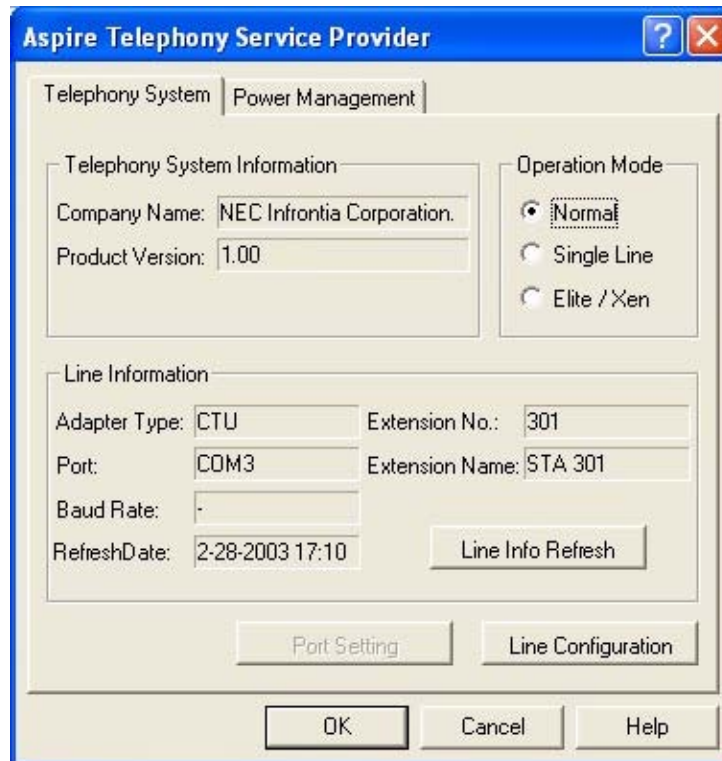 Aspire Telephony Service Provider
Telephony System Power Management
Telephony System Information
Company Name: NEC Infrontia Corporation.
Product Version: 1.00
Operation Mode
Normal
Single Line
Elite / Xen
Line Information
Adapter Type: CTU Extension No.: 301
Port: COM3 Extension Name: STA 301
Baud Rate: -
RefreshDate: 2-28-2003 17:10 Line Info Refresh
Port Setting Line Configuration
OK Cancel Help